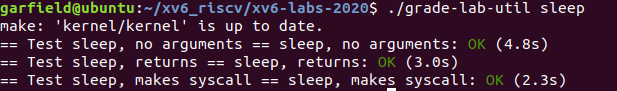 garfield@ubuntu:~/xv6_riscv/xv6-labs-2020$ ./grade-lab-util sleep
make: 'kernel/kernel' is up to date.
== Test sleep, no arguments == sleep, no arguments: OK (4.8s)
== Test sleep, returns == sleep, returns: OK (3.0s)
== Test sleep, makes syscall == sleep, makes syscall: OK (2.3s)